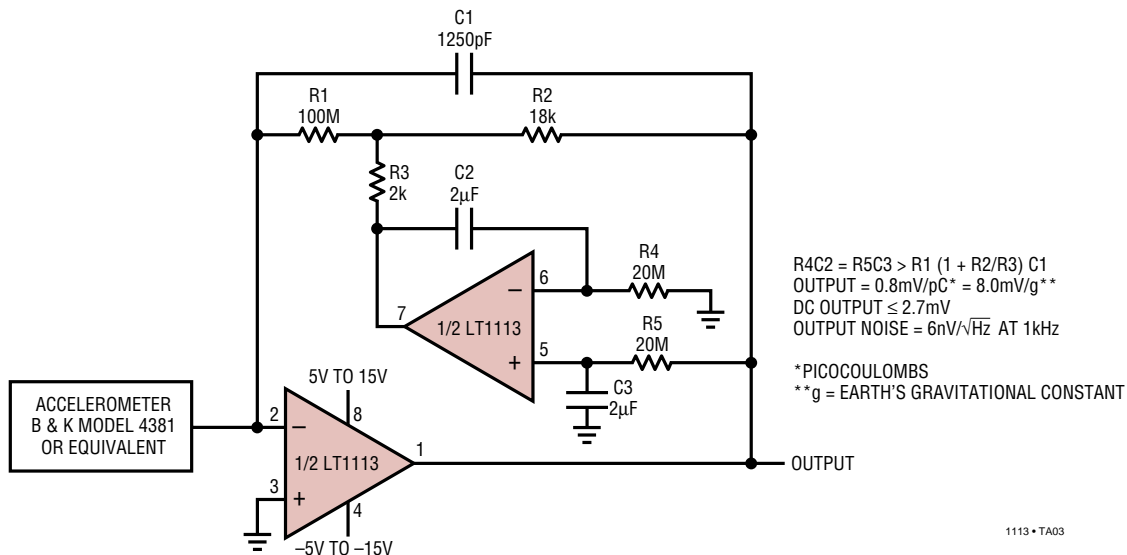 C1
1250pF
R1
100M
R2
18k
R3
2k
C2
2µF
6
R4
20M
7
1/2 LT1113
–
+
5
R5
20M
C3
2µF
R4C2 = R5C3 > R1 (1 + R2/R3) C1
OUTPUT = 0.8mV/pC* = 8.0mV/g**
DC OUTPUT ≤ 2.7mV
OUTPUT NOISE = 6nV/√Hz AT 1kHz
*PICOCOULOMBS
**g = EARTH'S GRAVITATIONAL CONSTANT
ACCELEROMETER
B & K MODEL 4381
OR EQUIVALENT
5V TO 15V
8
2
–
1/2 LT1113
1
3
+
4
–5V TO –15V
OUTPUT
1113 • TA03